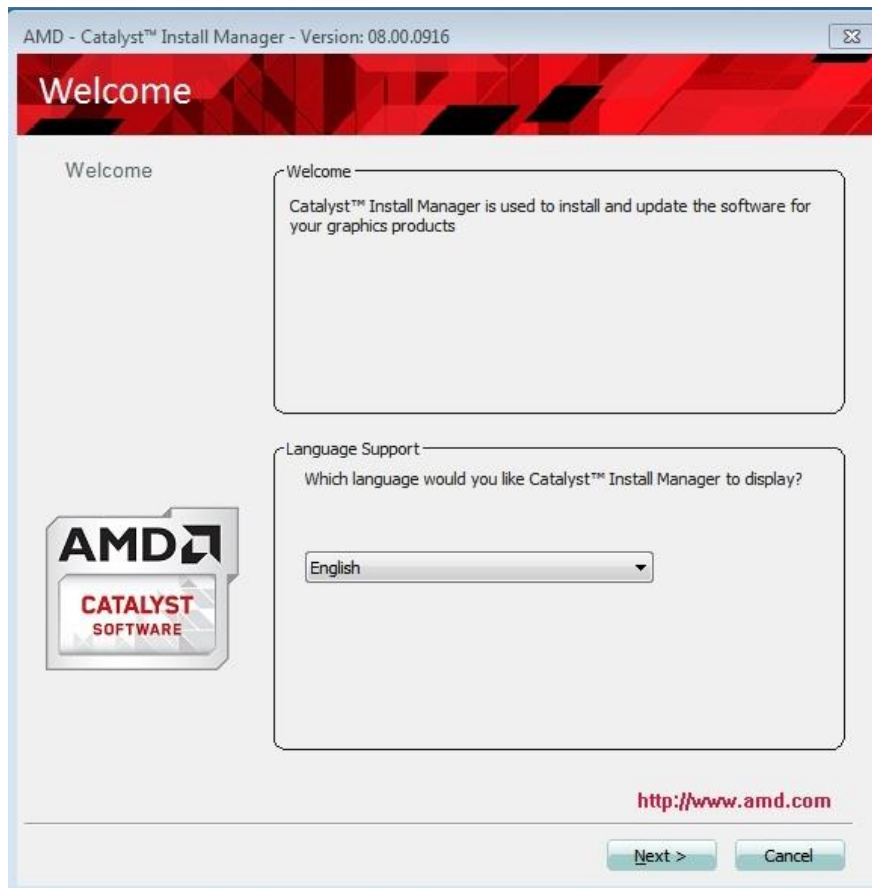 AMD - Catalyst™ Install Manager - Version: 08.00.0916
Welcome
Welcome
Welcome
Catalyst™ Install Manager is used to install and update the software for
your graphics products
Language Support
Which language would you like Catalyst™ Install Manager to display?
English
AMD
CATALYST
SOFTWARE
http://www.amd.com
Next >
Cancel